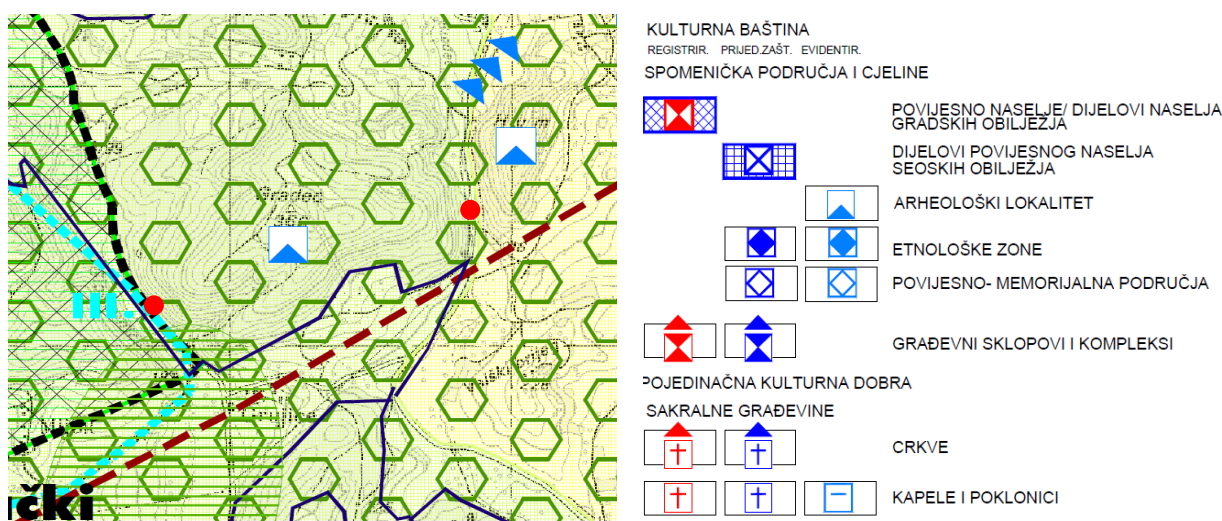 Gradec
III.
čki
KULTURNA BAŠTINA
REGISTRIR. PRIJED.ZAŠT. EVIDENTIR.
SPOMENIČKA PODRUČJA I CJELINE
POVIJESNO NASELJE/ DIJELOVI NASELJA
GRADSKIH OBILJEŽJA
DIJELOVI POVIJESNOG NASELJA
SEOSKIH OBILJEŽJA
ARHEOLOŠKI LOKALITET
ETNOLOŠKE ZONE
POVIJESNO- MEMORIJALNA PODRUČJA
GRAĐEVNI SKLOPOVI I KOMPLEKSI
POJEDINAČNA KULTURNA DOBRA
SAKRALNE GRAĐEVINE
CRKVE
KAPELE I POKLONICI